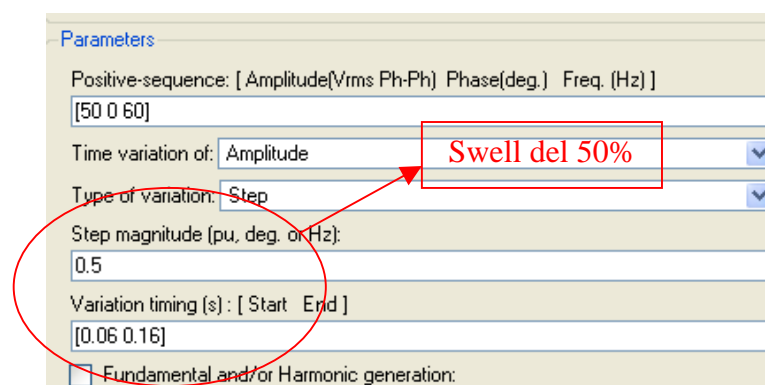 Parameters
Positive-sequence: [ Amplitude(Vrms Ph-Ph) Phase(deg.) Freq. (Hz) ]
[50 0 60]
Time variation of: Amplitude
Swell del 50%
Type of variation: Step
Step magnitude (pu, deg. or Hz):
0.5
Variation timing (s) : [ Start End ]
[0.06 0.16]
Fundamental and/or Harmonic generation: